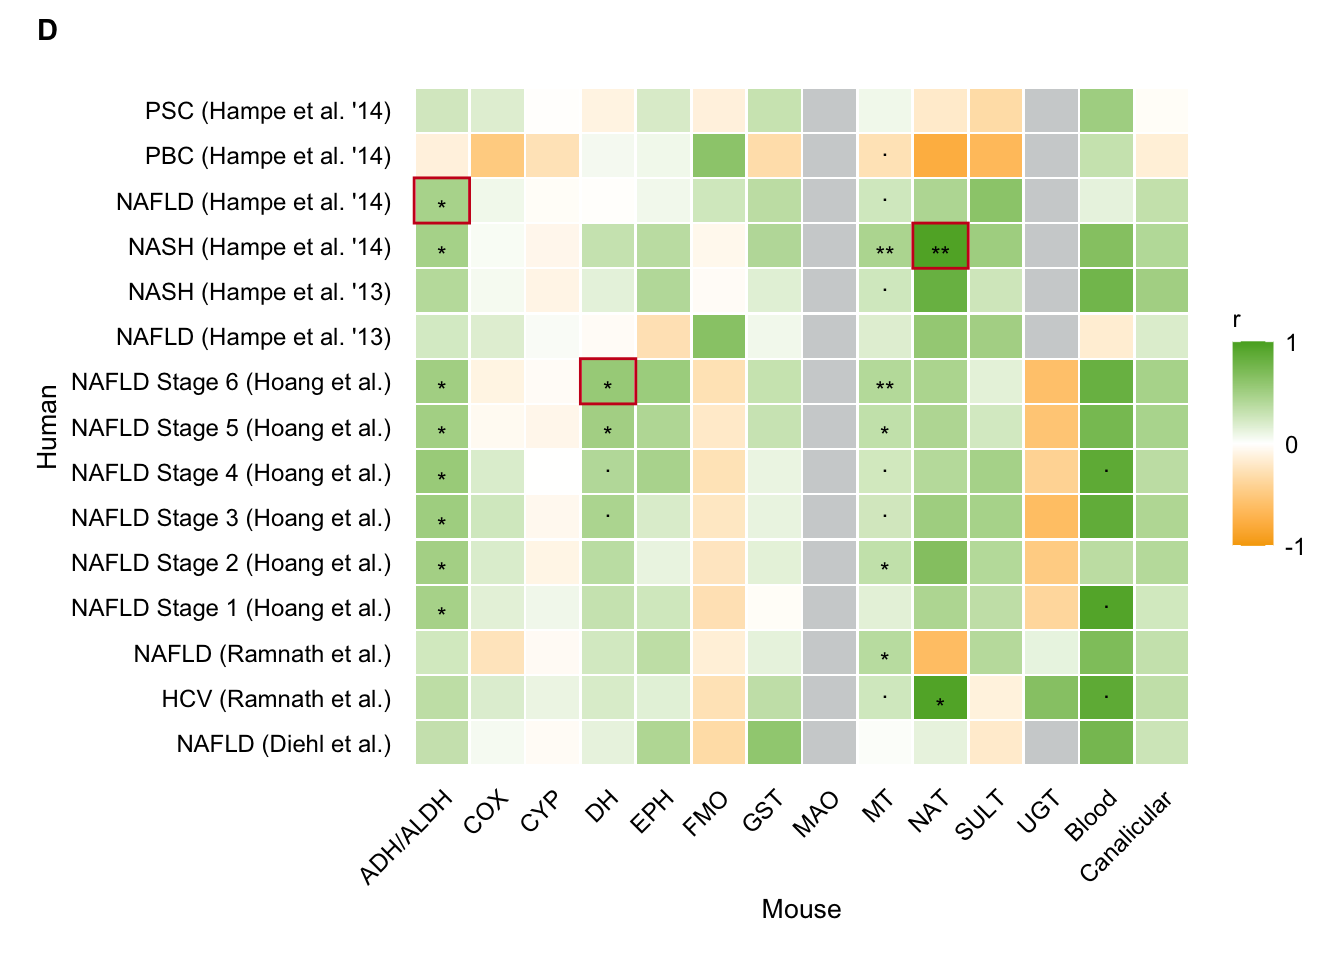 D
PSC (Hampe et al. '14)
PBC (Hampe et al. '14)
·
NAFLD (Hampe et al. '14)
* ·
NASH (Hampe et al. '14)
* ** **
NASH (Hampe et al. '13)
·
NAFLD (Hampe et al. '13)
NAFLD Stage 6 (Hoang et al.)
* * **
NAFLD Stage 5 (Hoang et al.)
* * *
NAFLD Stage 4 (Hoang et al.)
* · · ·
NAFLD Stage 3 (Hoang et al.)
* · ·
NAFLD Stage 2 (Hoang et al.)
* *
NAFLD Stage 1 (Hoang et al.)
* ·
NAFLD (Ramnath et al.)
*
HCV (Ramnath et al.)
· * ·
NAFLD (Diehl et al.)
Human
ADH/ALDH
COX
CYP
DH
EPH
FMO
GST
MAO
MT
NAT
SULT
UGT
Blood
Canalicular
Mouse
r
1
0
-1